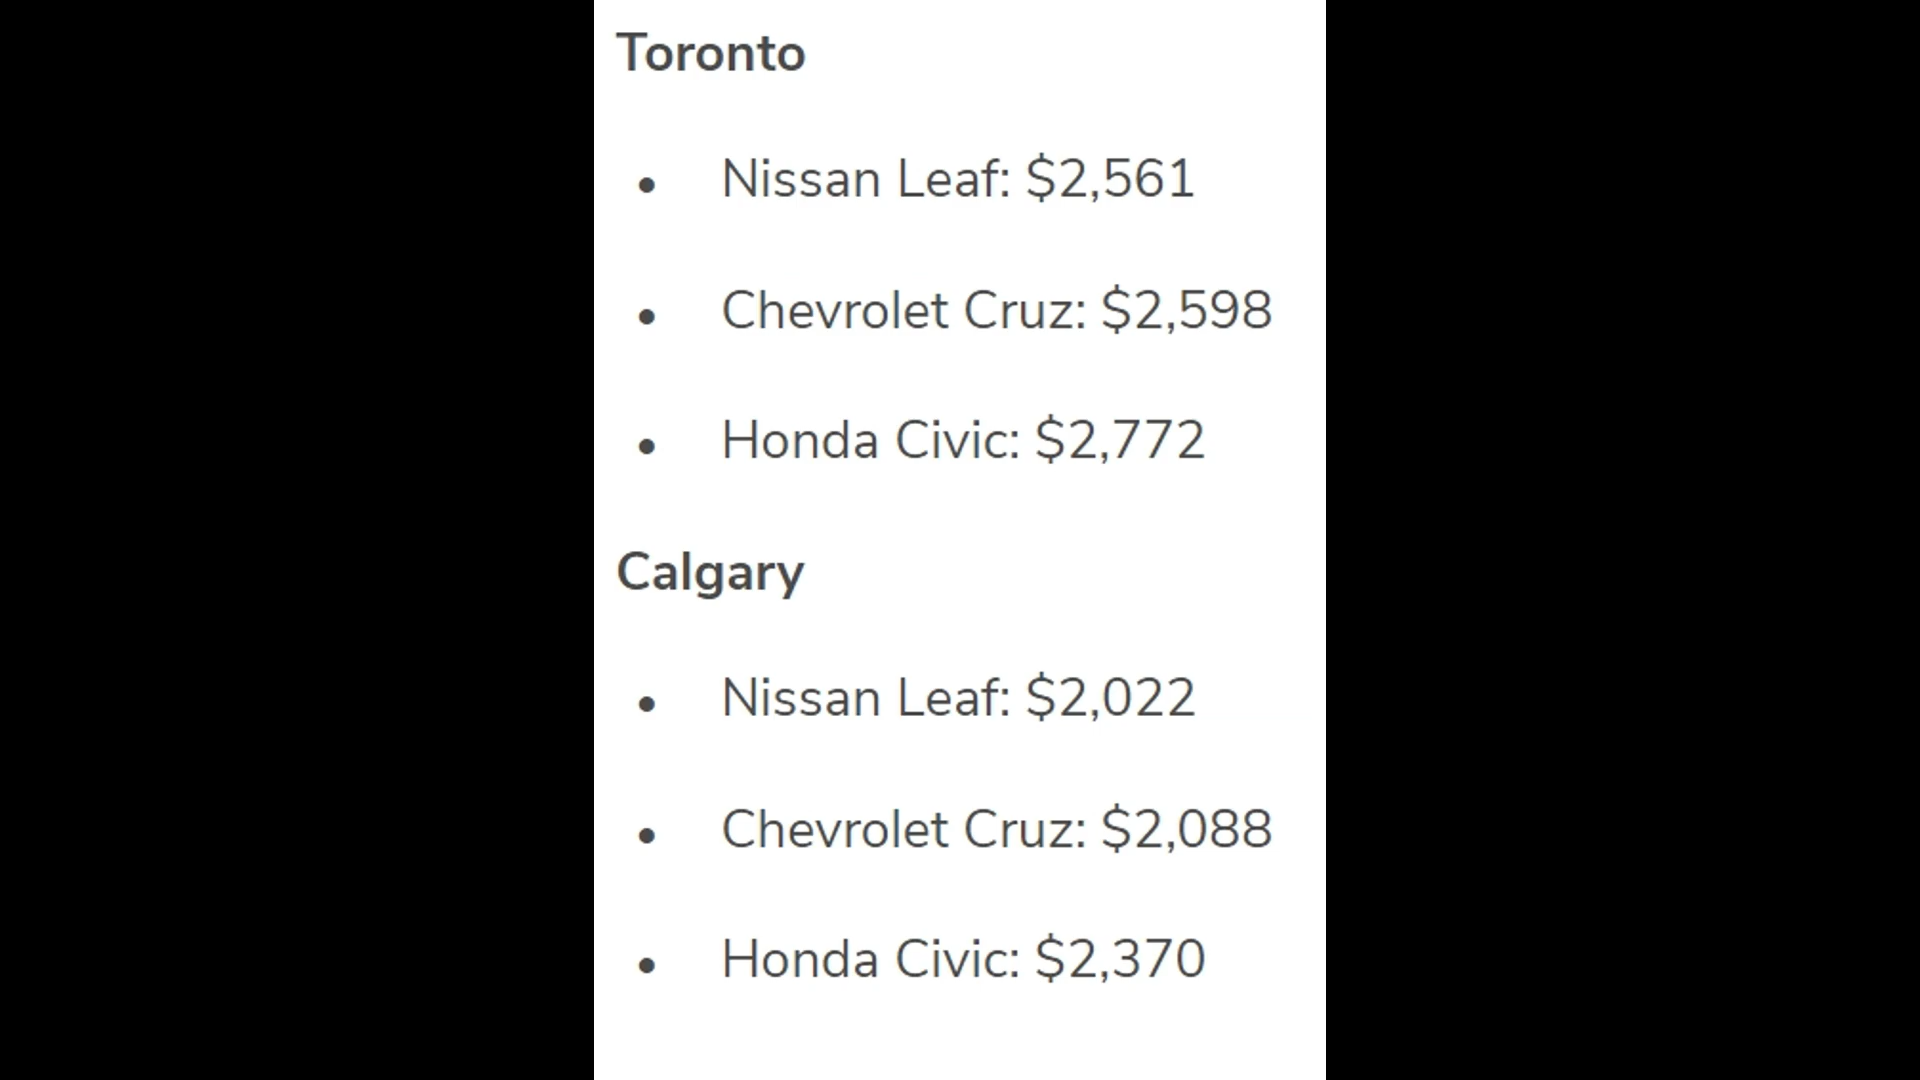 Toronto
• Nissan Leaf: $2,561
• Chevrolet Cruz: $2,598
• Honda Civic: $2,772
Calgary
• Nissan Leaf: $2,022
• Chevrolet Cruz: $2,088
• Honda Civic: $2,370